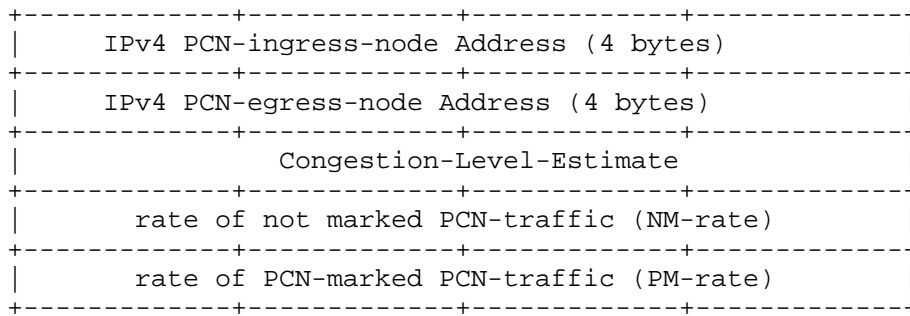 +-------------+-------------+-------------+-------------
|      IPv4 PCN-ingress-node Address (4 bytes)          |
+-------------+-------------+-------------+-------------
|      IPv4 PCN-egress-node Address (4 bytes)           |
+-------------+-------------+-------------+-------------
|                 Congestion-Level-Estimate             |
+-------------+-------------+-------------+-------------
|        rate of not marked PCN-traffic (NM-rate)       |
+-------------+-------------+-------------+-------------
|        rate of PCN-marked PCN-traffic (PM-rate)       |
+-------------+-------------+-------------+-------------